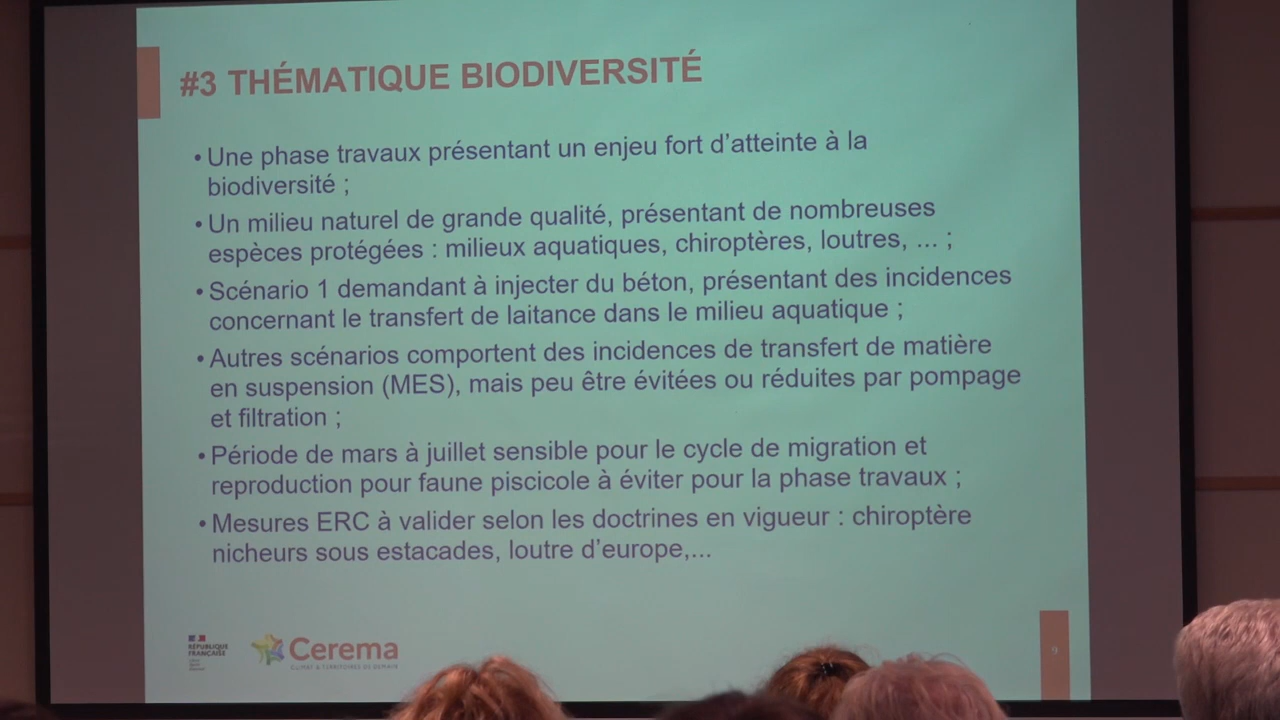 #3 THÉMATIQUE BIODIVERSITÉ
• Une phase travaux présentant un enjeu fort d'atteinte à la
biodiversité ;
• Un milieu naturel de grande qualité, présentant de nombreuses
espèces protégées : milieux aquatiques, chiroptères, loutres, ... ;
• Scénario 1 demandant à injecter du béton, présentant des incidences
concernant le transfert de laitance dans le milieu aquatique ;
• Autres scénarios comportent des incidences de transfert de matière
en suspension (MES), mais peu être évitées ou réduites par pompage
et filtration ;
• Période de mars à juillet sensible pour le cycle de migration et
reproduction pour faune piscicole à éviter pour la phase travaux ;
• Mesures ERC à valider selon les doctrines en vigueur : chiroptère
nicheurs sous estacades, loutre d'europe,...
RÉPUBLIQUE
FRANÇAISE
Cerema
CLIMAT & TERRITOIRES DE DEMAIN
9